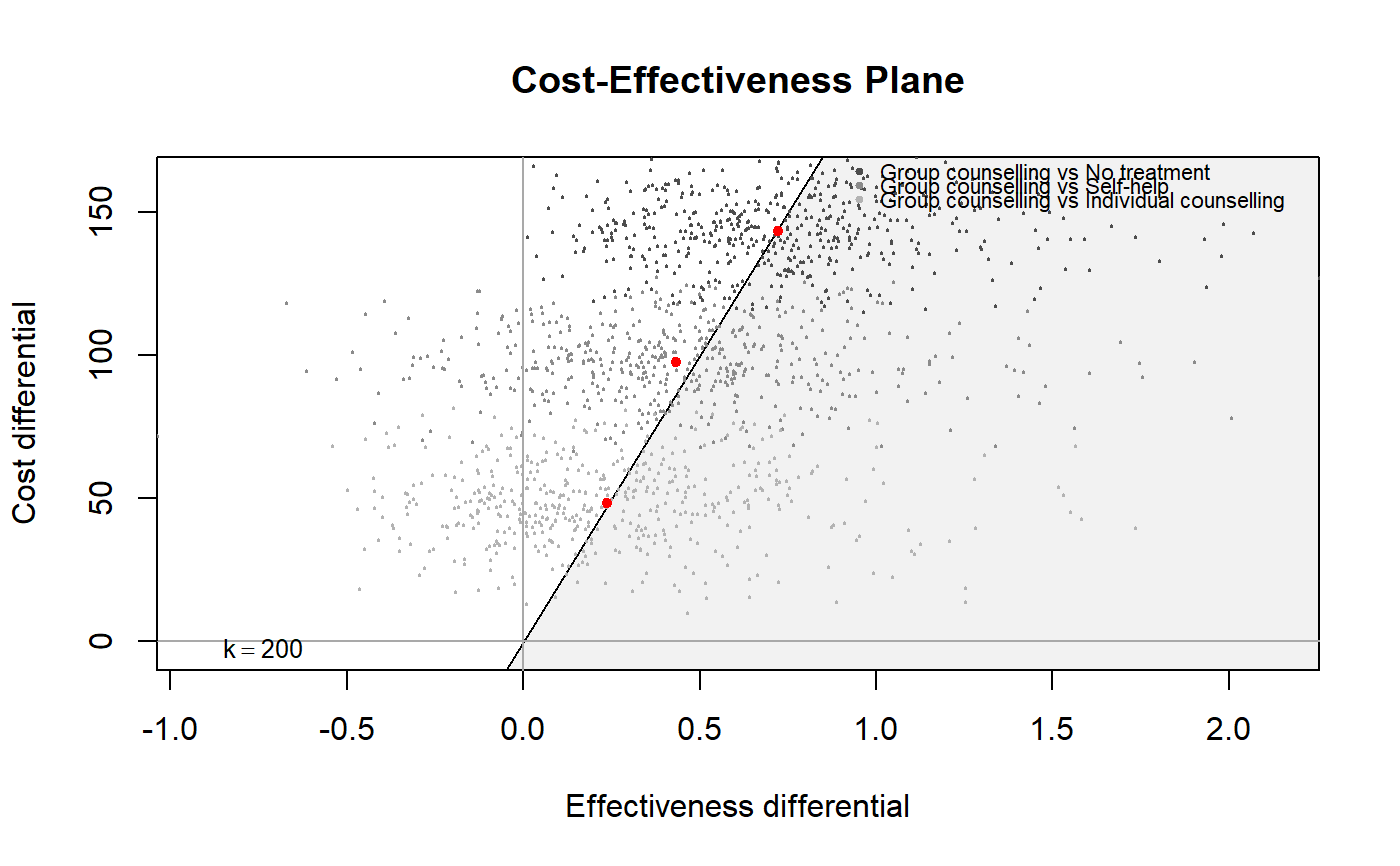 Cost-Effectiveness Plane
Group counselling vs No treatment
Group counselling vs Self-help
Group counselling vs Individual counselling
150
100
50
0
Cost differential
k = 200
-1.0 -0.5 0.0 0.5 1.0 1.5 2.0
Effectiveness differential